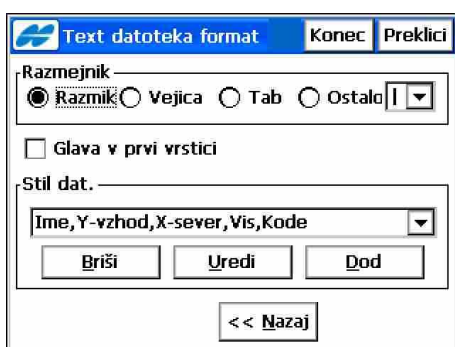 Text datoteka format Konec Preklici
Razmejnik
Razmik Vejica Tab Ostalo |
Glava v prvi vrstici
Stil dat.
Ime,Y-vzhod,X-sever,Vis,Kode
Briši Uredi Dod
<< Nazaj